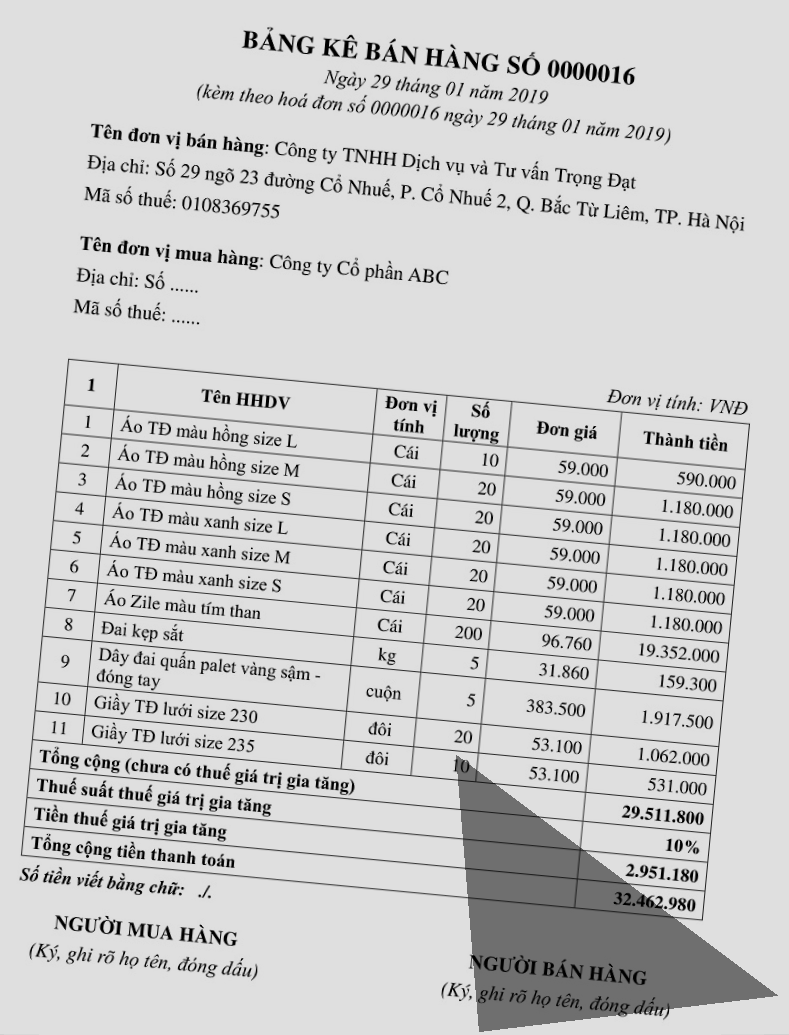 BẢNG KÊ BÁN HÀNG SỐ 0000016
Ngày 29 tháng 01 năm 2019
(kèm theo hoá đơn số 0000016 ngày 29 tháng 01 năm 2019)
Tên đơn vị bán hàng: Công ty TNHH Dịch vụ và Tư vấn Trọng Đạt
Địa chỉ: Số 29 ngõ 23 đường Cổ Nhuế, P. Cổ Nhuế 2, Q. Bắc Từ Liêm, TP. Hà Nội
Mã số thuế: 0108369755
Tên đơn vị mua hàng: Công ty Cổ phần ABC
Địa chỉ: Số ......
Mã số thuế: ......
Đơn vị tính: VNĐ
1 Tên HHDV Đơn vị tính Số lượng Đơn giá Thành tiền
1 Áo TĐ màu hồng size L Cái 10 59.000 590.000
2 Áo TĐ màu hồng size M Cái 20 59.000 1.180.000
3 Áo TĐ màu hồng size S Cái 20 59.000 1.180.000
4 Áo TĐ màu xanh size L Cái 20 59.000 1.180.000
5 Áo TĐ màu xanh size M Cái 20 59.000 1.180.000
6 Áo TĐ màu xanh size S Cái 20 59.000 1.180.000
7 Áo Zile màu tím than Cái 200 96.760 19.352.000
8 Đai kẹp sắt kg 5 31.860 159.300
9 Dây đai quấn palet vàng sậm - đóng tay cuộn 5 383.500 1.917.500
10 Giầy TĐ lưới size 230 đôi 20 53.100 1.062.000
11 Giầy TĐ lưới size 235 đôi 10 53.100 531.000
Tổng cộng (chưa có thuế giá trị gia tăng) 29.511.800
Thuế suất thuế giá trị gia tăng 10%
Tiền thuế giá trị gia tăng 2.951.180
Tổng cộng tiền thanh toán 32.462.980
Số tiền viết bằng chữ: ./.
NGƯỜI MUA HÀNG
(Ký, ghi rõ họ tên, đóng dấu)
NGƯỜI BÁN HÀNG
(Ký, ghi rõ họ tên, đóng dấu)